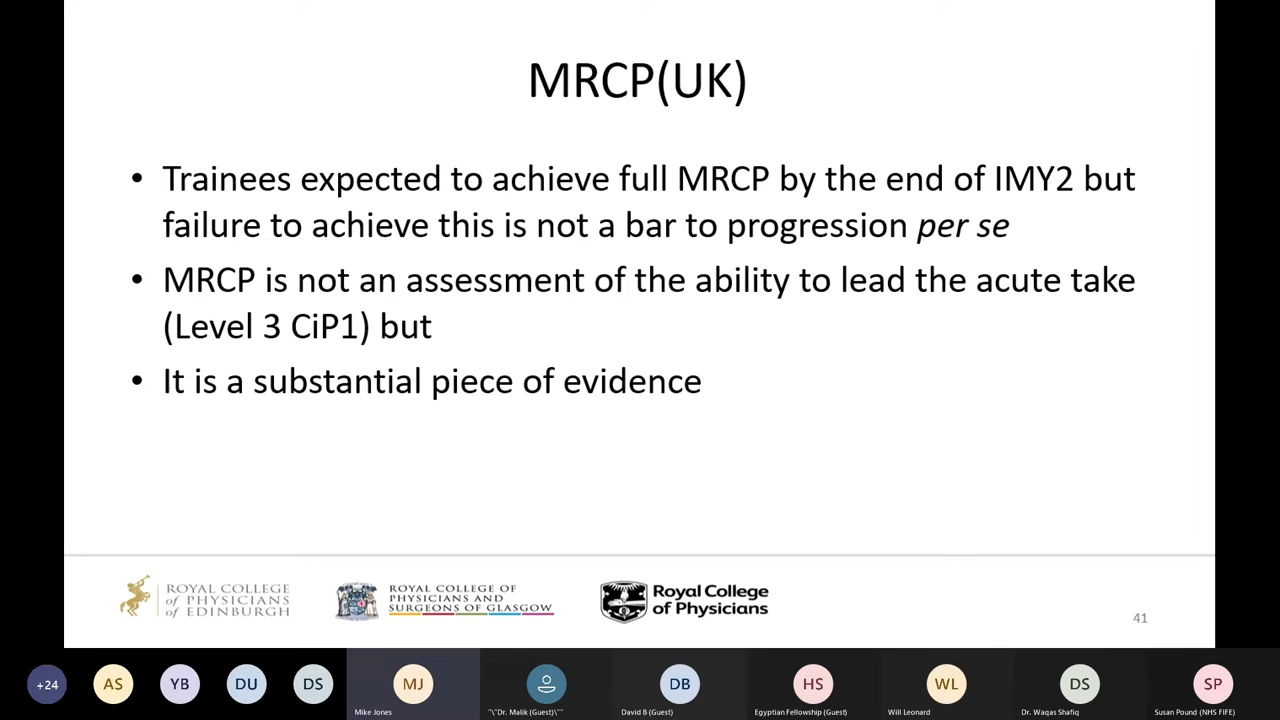 MRCP(UK)
• Trainees expected to achieve full MRCP by the end of IMY2 but
failure to achieve this is not a bar to progression per se
• MRCP is not an assessment of the ability to lead the acute take
(Level 3 CiP1) but
• It is a substantial piece of evidence
ROYAL COLLEGE
of PHYSICIANS
of EDINBURGH
ROYAL COLLEGE OF
PHYSICIANS AND
SURGEONS OF GLASGOW
Royal College
of Physicians
41
+24 AS YB DU DS MJ DB HS WL DS SP
Mike Jones "\"Dr. Malik (Guest)\"" David B (Guest) Egyptian Fellowship (Guest) Will Leonard Dr. Waqas Shafiq Susan Pound (NHS FIFE)